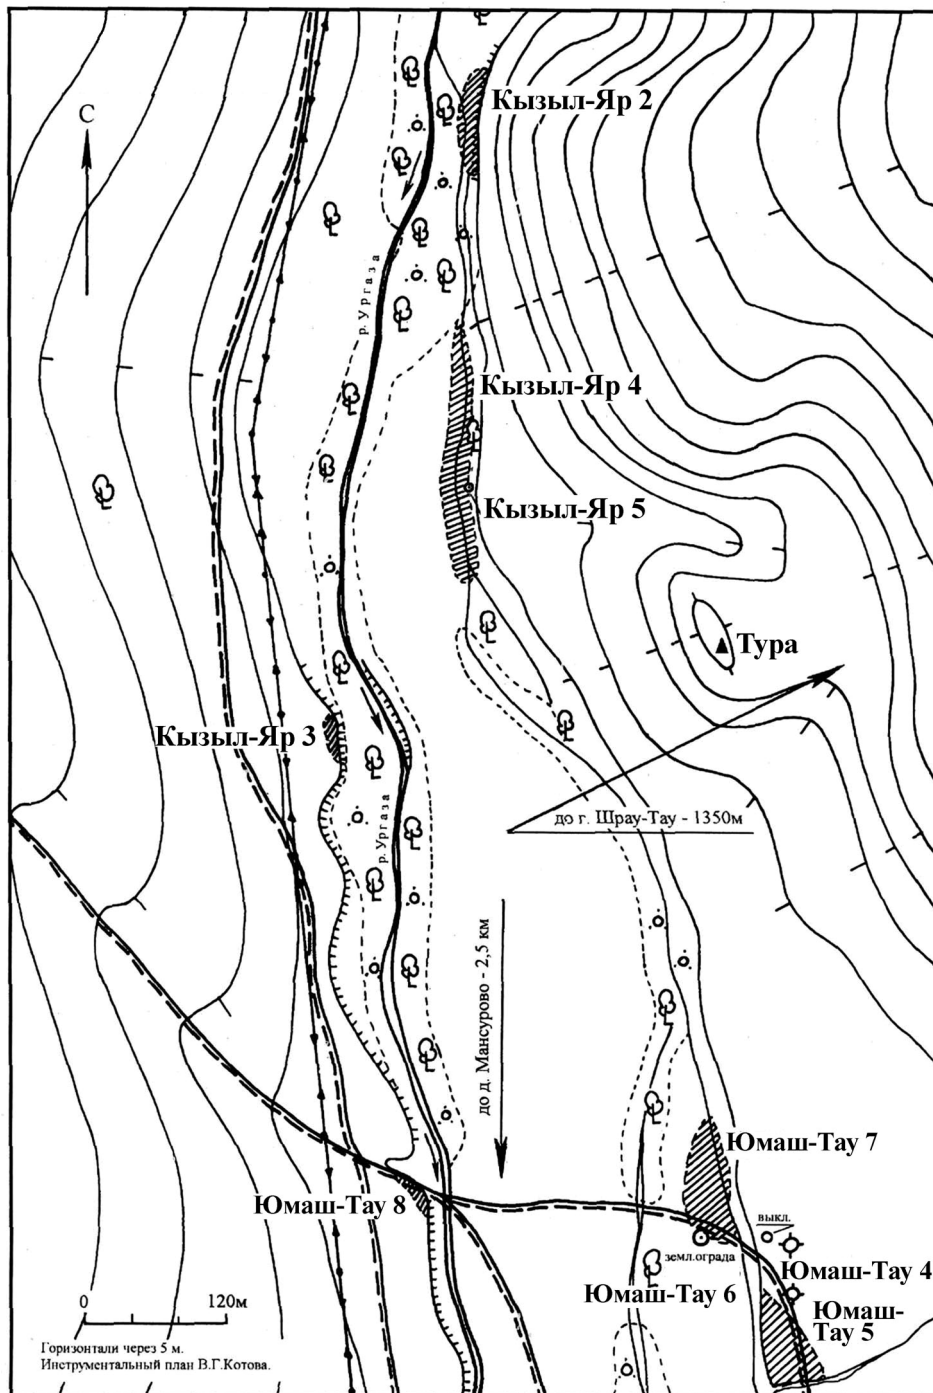 Кызыл-Яр 2
С
р. Ургаза
Кызыл-Яр 4
Кызыл-Яр 5
Тура
Кызыл-Яр 3
до г. Шрау-Тау - 1350м
р. Ургаза
до д. Мансурово - 2,5 км
Юмаш-Тау 7
Юмаш-Тау 8
выкл.
земл.ограда
Юмаш-Тау 4
Юмаш-Тау 6
0 120м
Юмаш-
Тау 5
Горизонтали через 5 м.
Инструментальный план В.Г.Котова.